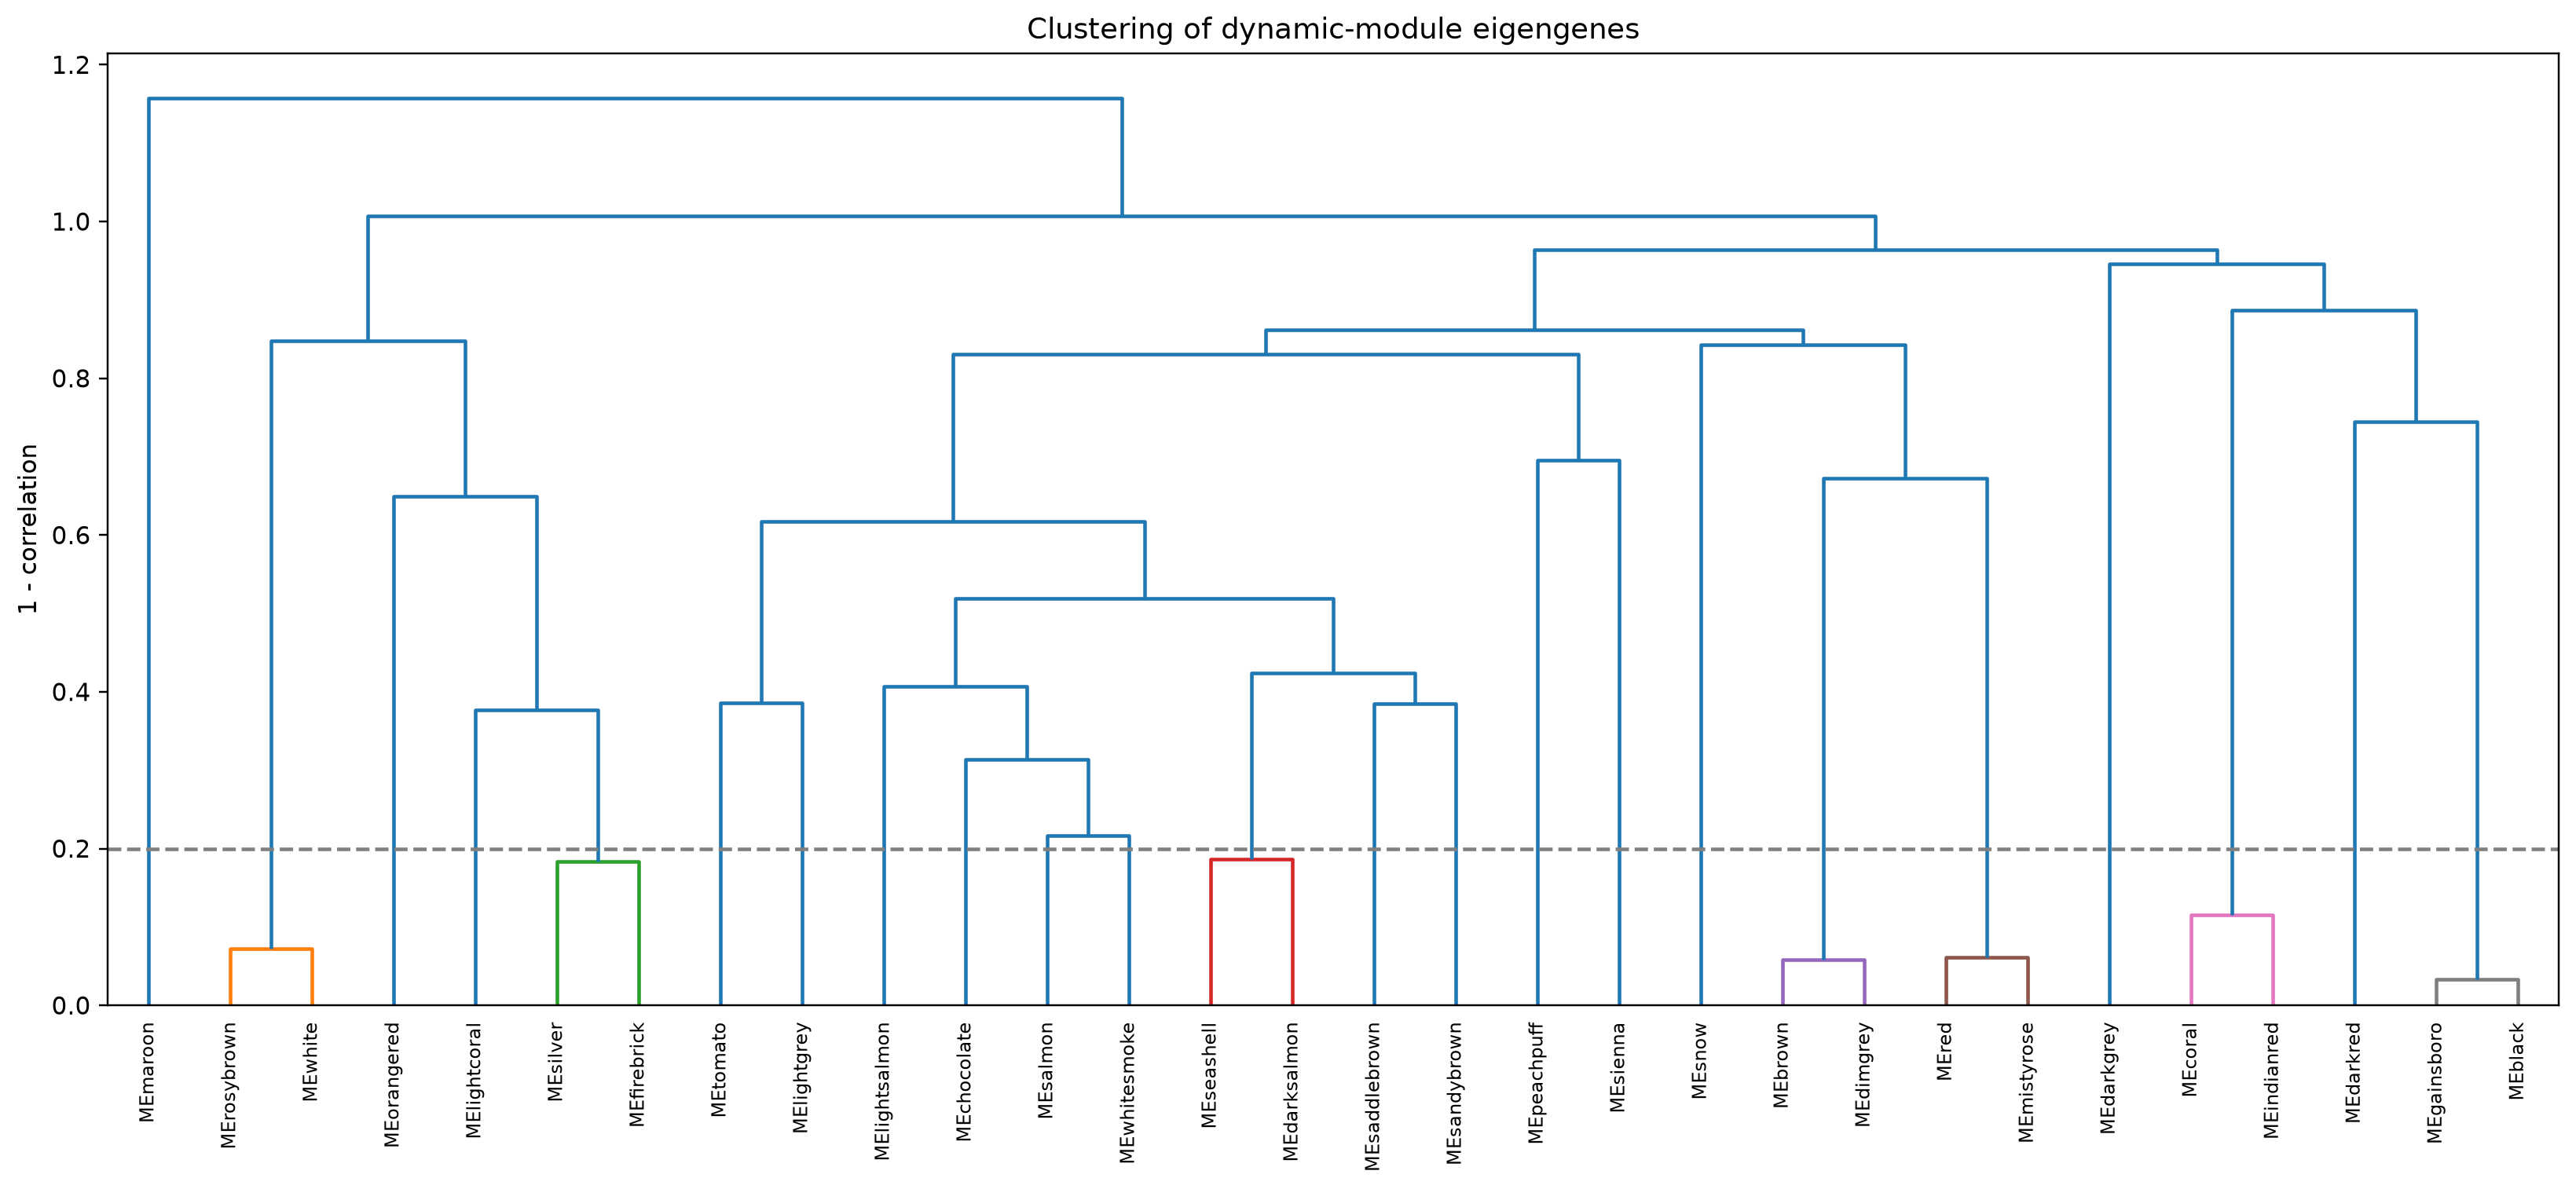 Clustering of dynamic-module eigengenes
1.2
1.0
0.8
0.6
0.4
0.2
0.0
1 - correlation
MEmaroon
MErosybrown
MEwhite
MEorangered
MElightcoral
MEsilver
MEfirebrick
MEtomato
MElightgrey
MElightsalmon
MEchocolate
MEsalmon
MEwhitesmoke
MEseashell
MEdarksalmon
MEsaddlebrown
MEsandybrown
MEpeachpuff
MEsienna
MEsnow
MEbrown
MEdimgrey
MEred
MEmistyrose
MEdarkgrey
MEcoral
MEindianred
MEdarkred
MEgainsboro
MEblack